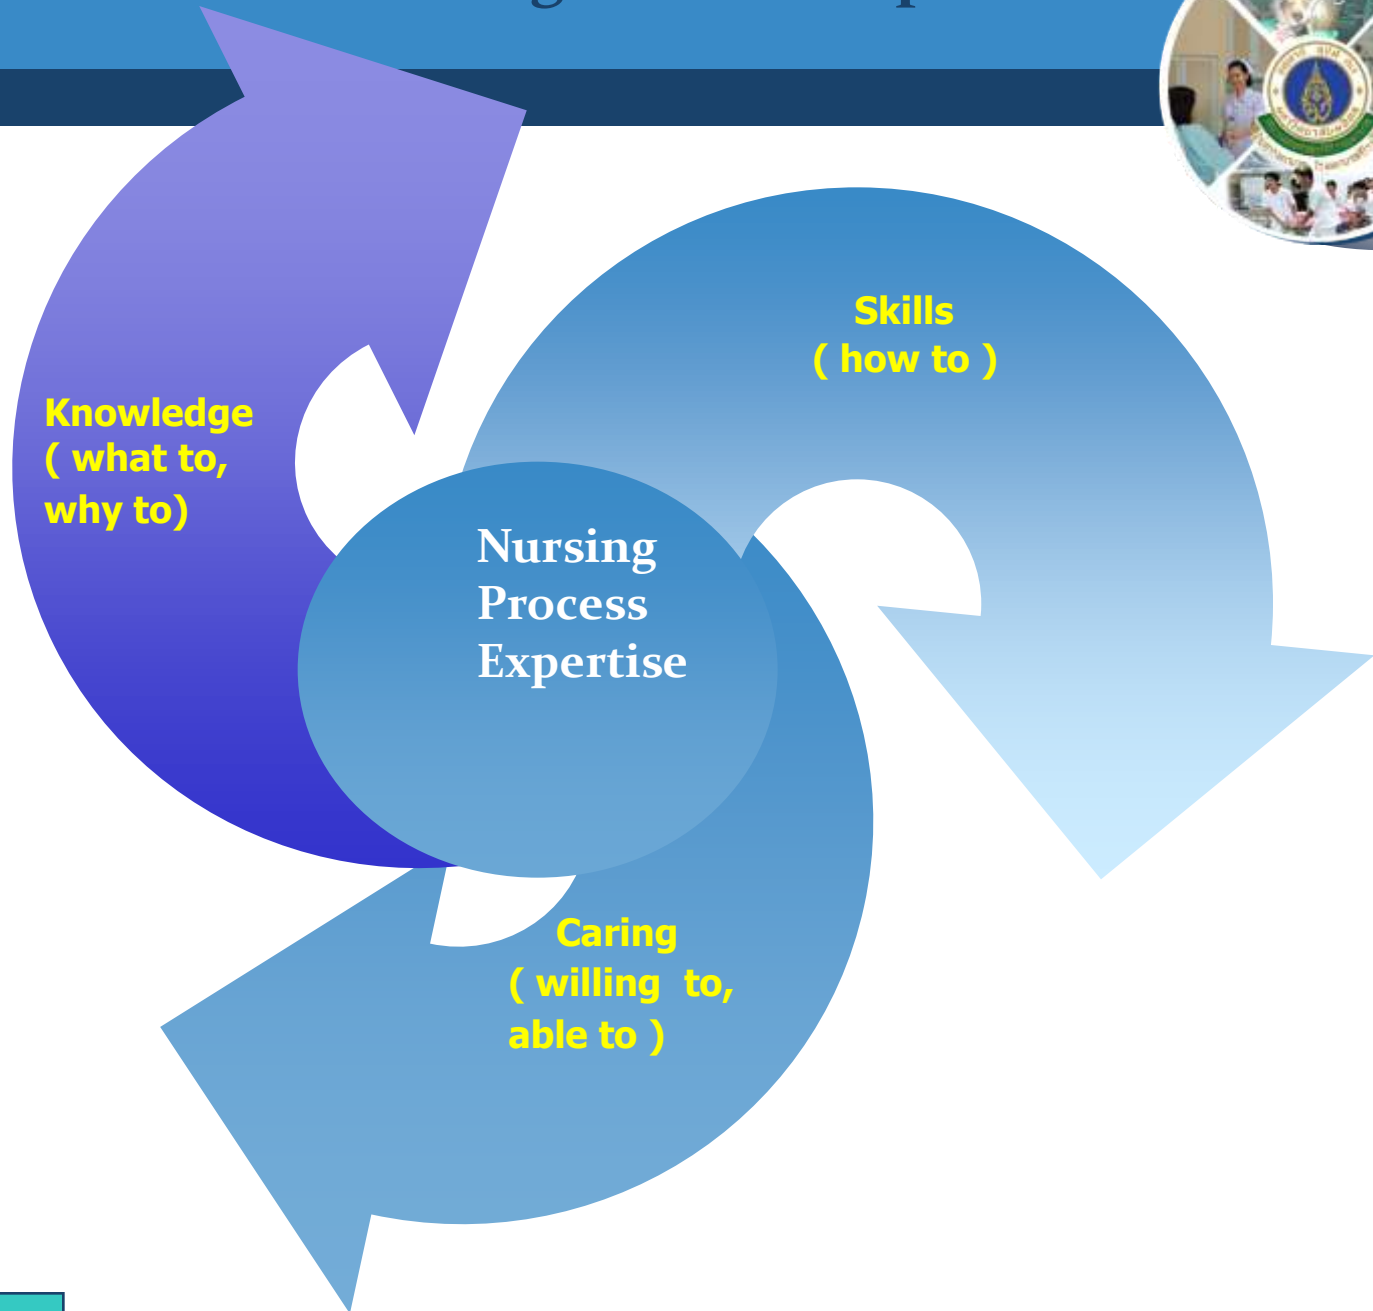 Knowledge
( what to,
why to)
Skills
( how to )
Nursing
Process
Expertise
Caring
( willing  to,
able to )